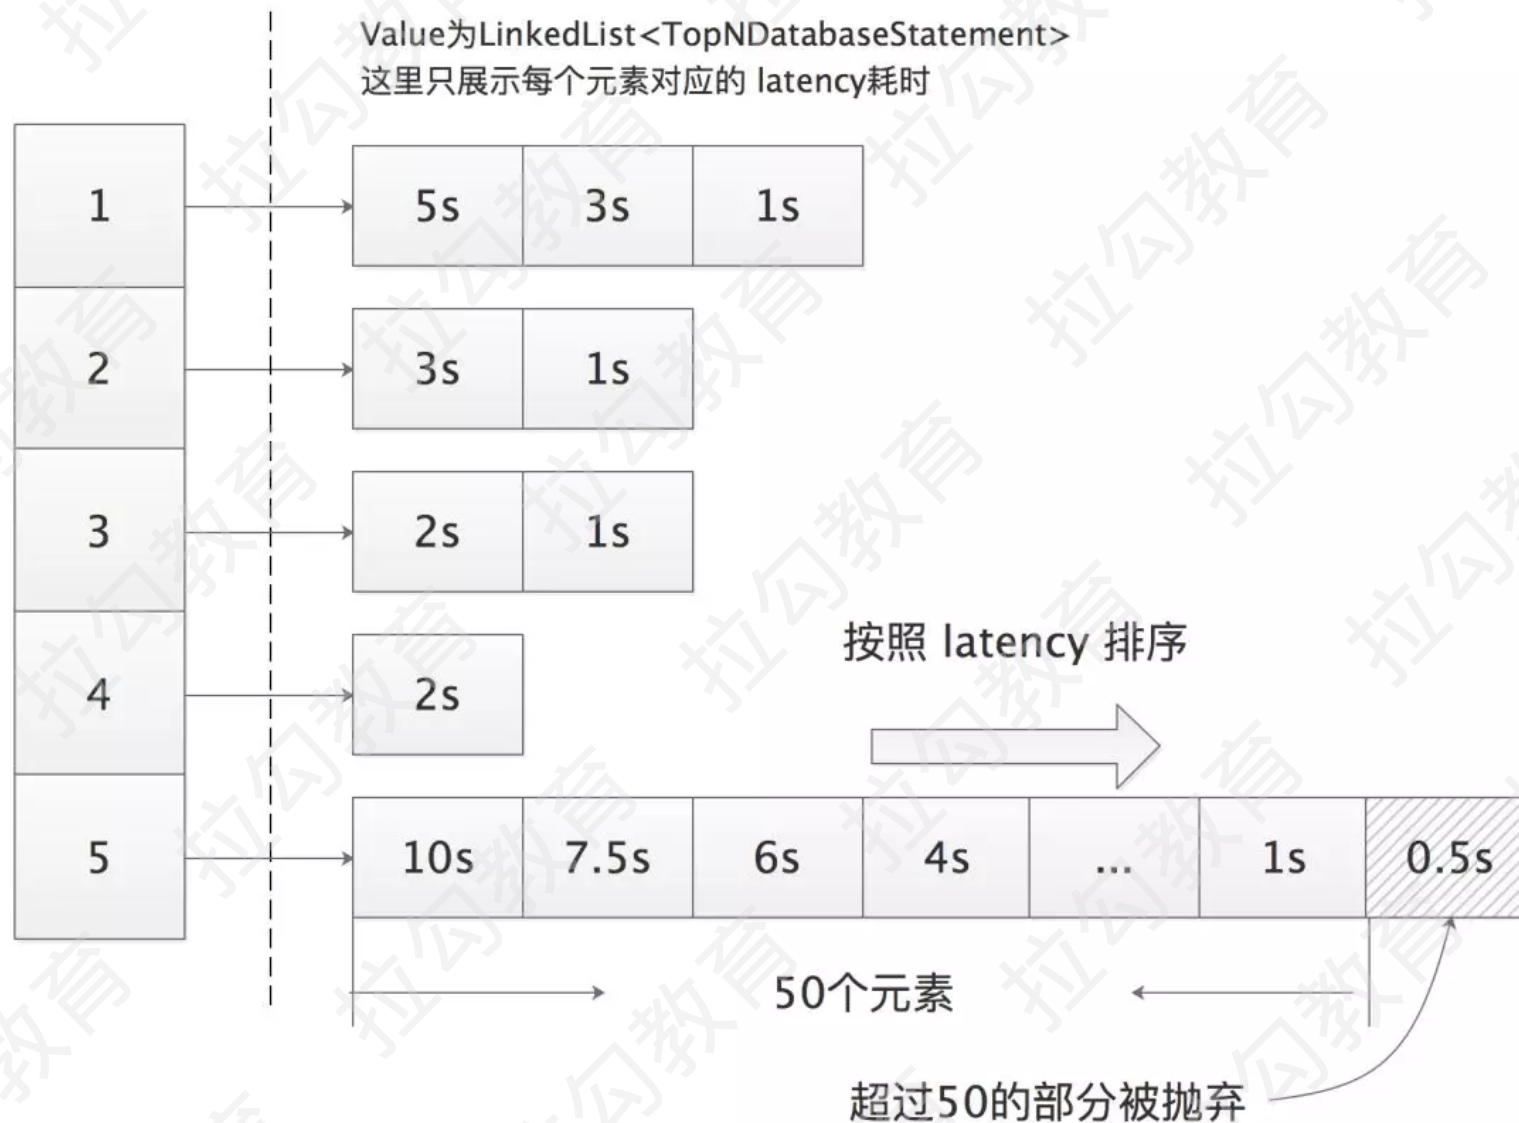 Value为LinkedList<TopNDatabaseStatement>
这里只展示每个元素对应的 latency耗时
1
5s 3s 1s
2
3s 1s
3
2s 1s
4
2s
按照 latency 排序
5
10s 7.5s 6s 4s ... 1s 0.5s
50个元素
超过50的部分被抛弃
拉勾教育